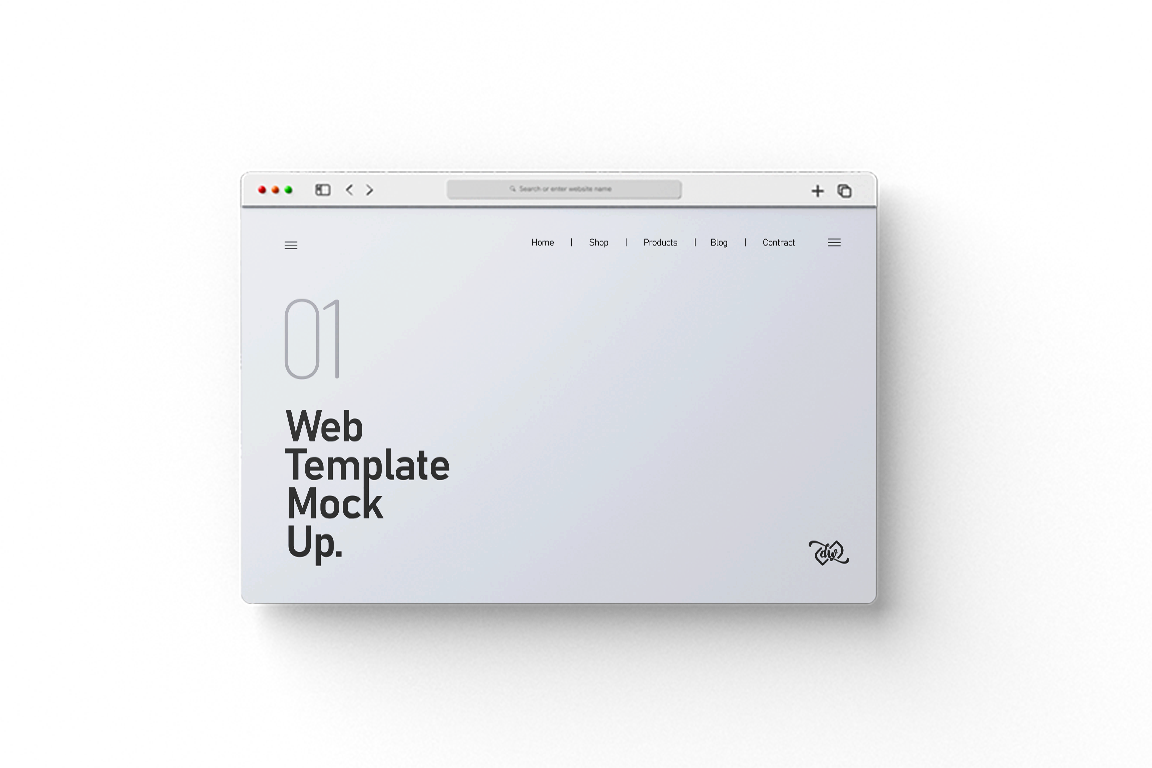 Search or enter website name
Home | Shop | Products | Blog | Contract
01
Web
Template
Mock
Up.
dw